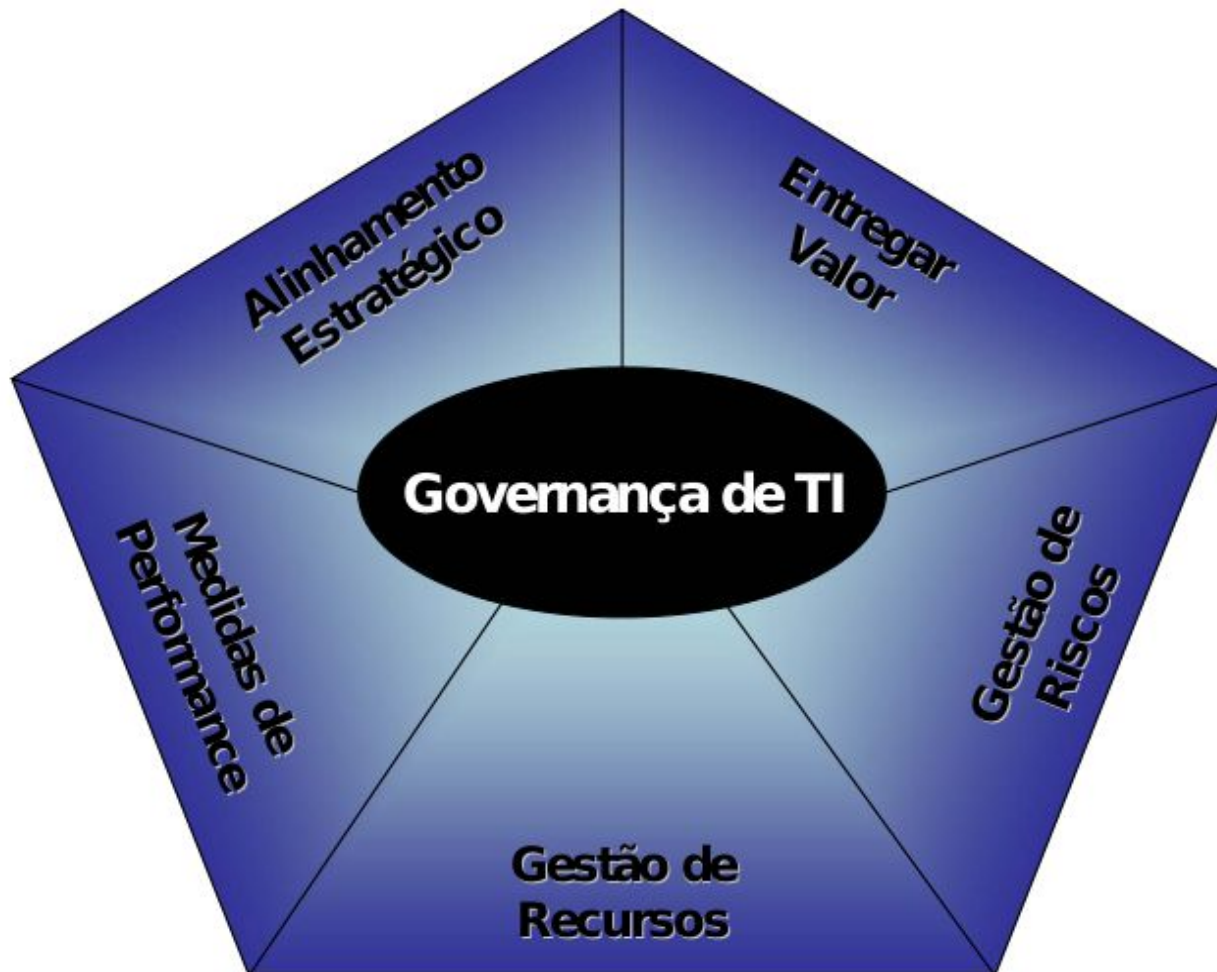 Alinhamento
Estratégico
Entregar
Valor
Governança de TI
Medidas de
Performance
Gestão de
Riscos
Gestão de
Recursos